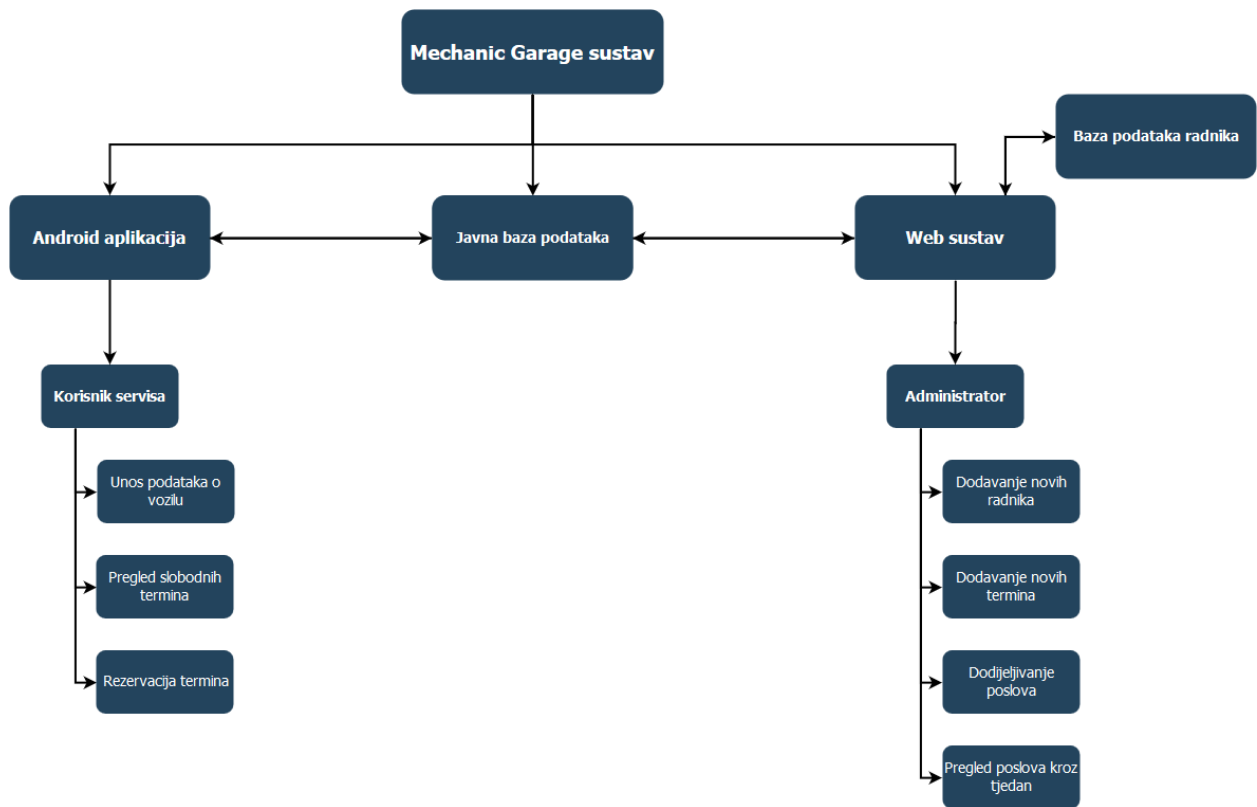 Mechanic Garage sustav
Baza podataka radnika
Android aplikacija
Javna baza podataka
Web sustav
Korisnik servisa
Administrator
Unos podataka o
vozilu
Dodavanje novih
radnika
Pregled slobodnih
termina
Dodavanje novih
termina
Rezervacija termina
Dodijeljivanje
poslova
Pregled poslova kroz
tjedan